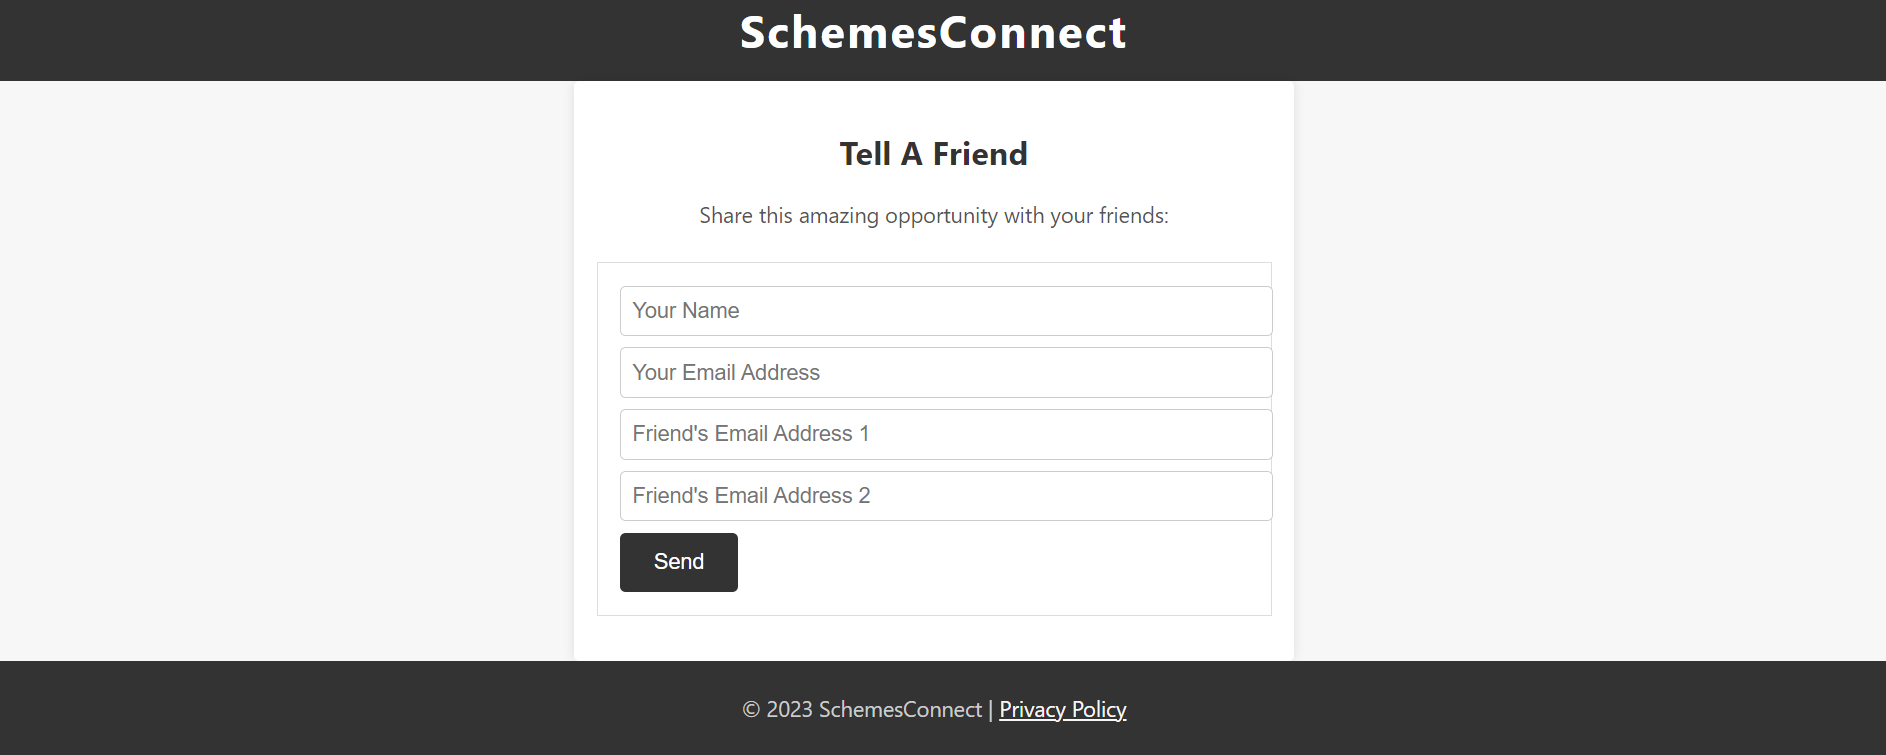 SchemesConnect
Tell A Friend
Share this amazing opportunity with your friends:
Your Name
Your Email Address
Friend's Email Address 1
Friend's Email Address 2
Send
© 2023 SchemesConnect | Privacy Policy